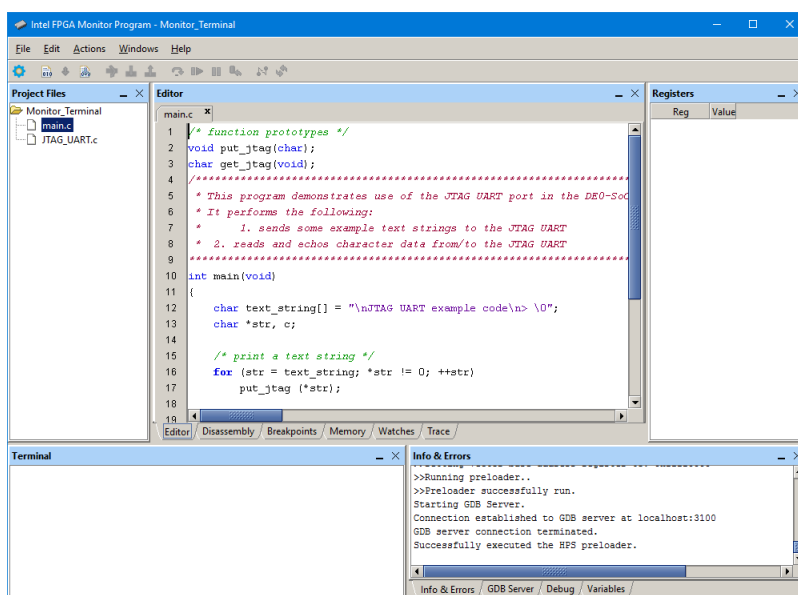 Intel FPGA Monitor Program - Monitor_Terminal
File Edit Actions Windows Help
Project Files
Monitor_Terminal
main.c
JTAG_UART.c
Editor
main.c
1 /* function prototypes */
2 void put_jtag(char);
3 char get_jtag(void);
4 /*******************************************************************
5 * This program demonstrates use of the JTAG UART port in the DE0-SoC
6 * It performs the following:
7 * 1. sends some example text strings to the JTAG UART
8 * 2. reads and echos character data from/to the JTAG UART
9 *******************************************************************
10 int main(void)
11 {
12 char text_string[] = "\nJTAG UART example code\n> \0";
13 char *str, c;
14
15 /* print a text string */
16 for (str = text_string; *str != 0; ++str)
17 put_jtag (*str);
18
19
Editor Disassembly Breakpoints Memory Watches Trace
Registers
Reg Value
Terminal
Info & Errors
>>Running preloader..
>>Preloader successfully run.
Starting GDB Server.
Connection established to GDB server at localhost:3100
GDB server connection terminated.
Successfully executed the HPS preloader.
Info & Errors GDB Server Debug Variables